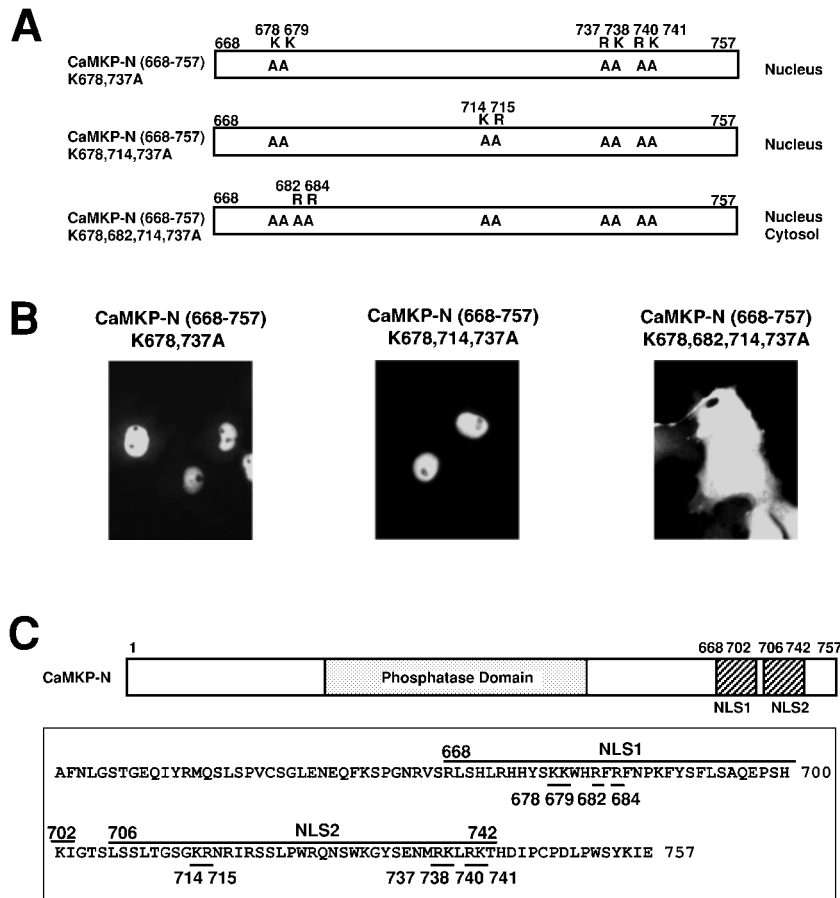 A
678 679
737 738 740 741
668
K K
R K R K
757
CaMKP-N (668-757)
K678,737A
AA
AA AA
Nucleus
714 715
668
K R
757
CaMKP-N (668-757)
K678,714,737A
AA
AA
AA AA
Nucleus
682 684
668
R R
757
CaMKP-N (668-757)
K678,682,714,737A
AA AA
AA
AA AA
Nucleus
Cytosol
B
CaMKP-N (668-757)
K678,737A
CaMKP-N (668-757)
K678,714,737A
CaMKP-N (668-757)
K678,682,714,737A
C
1
668 702 706 742 757
CaMKP-N
Phosphatase Domain
NLS1 NLS2
668 NLS1
AFNLGSTGEQIYRMQSLSPVCSGLENEQFKSPGNRVSRLSHLRHHYSKKWHRFRFNPKFYSFLSAQEPSH 700
678 679 682 684
702 706 NLS2 742
KIGTSLSSLTGSGKRNRIRSSLPWRQNSWKGYSENMRKLRKTHDIPCPDLPWSYKIE 757
714 715 737 738 740 741